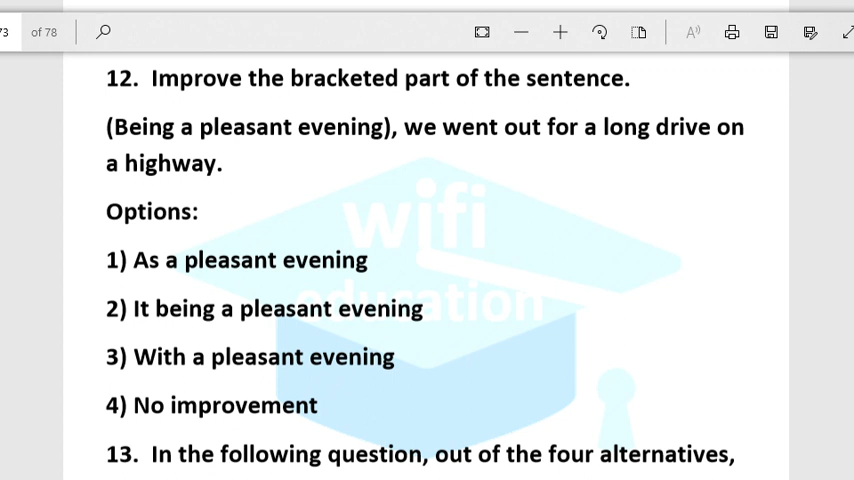 73 of 78
12. Improve the bracketed part of the sentence.
(Being a pleasant evening), we went out for a long drive on
a highway.
Options:
1) As a pleasant evening
2) It being a pleasant evening
3) With a pleasant evening
4) No improvement
13. In the following question, out of the four alternatives,
wifi
education